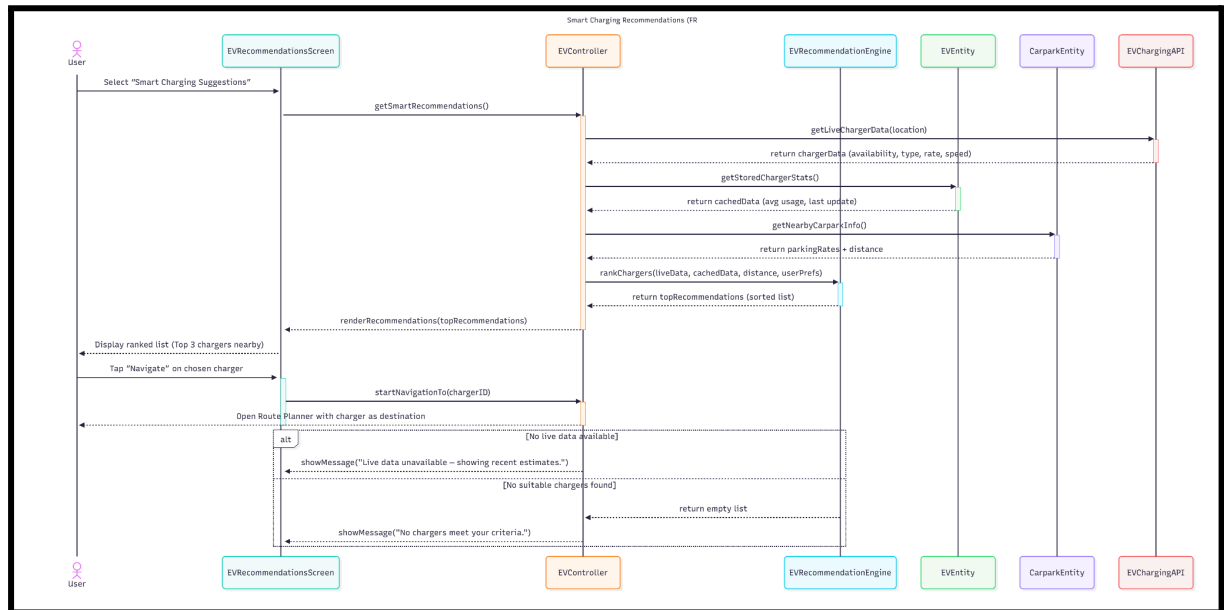 Smart Charging Recommendations (FR
User
EVRecommendationsScreen
EVController
EVRecommendationEngine
EVEntity
CarparkEntity
EVChargingAPI
Select “Smart Charging Suggestions”
getSmartRecommendations()
getLiveChargerData(location)
return chargerData (availability, type, rate, speed)
getStoredChargerStats()
return cachedData (avg usage, last update)
getNearbyCarparkInfo()
return parkingRates + distance
rankChargers(liveData, cachedData, distance, userPrefs)
return topRecommendations (sorted list)
renderRecommendations(topRecommendations)
Display ranked list (Top 3 chargers nearby)
Tap “Navigate” on chosen charger
startNavigationTo(chargerID)
Open Route Planner with charger as destination
alt
[No live data available]
showMessage("Live data unavailable – showing recent estimates.")
[No suitable chargers found]
return empty list
showMessage("No chargers meet your criteria.")
User
EVRecommendationsScreen
EVController
EVRecommendationEngine
EVEntity
CarparkEntity
EVChargingAPI